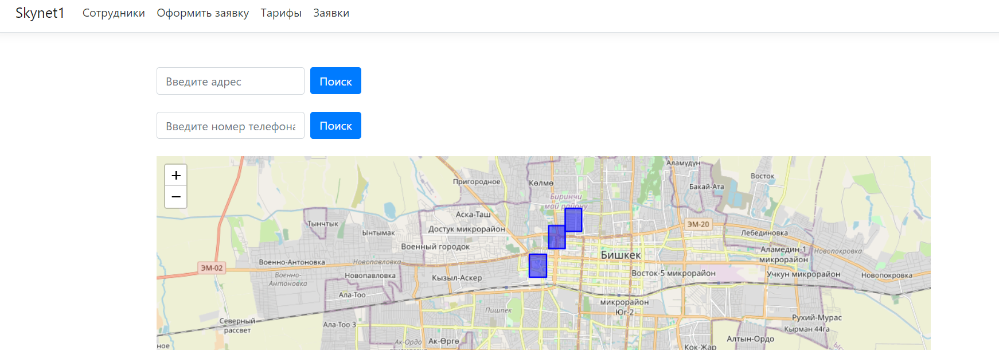 Skynet1 Сотрудники Оформить заявку Тарифы Заявки
Введите адрес Поиск
Введите номер телефона Поиск
+
−
Аламүдүн
Восток
Пригородное
Көлмө
Бакай-Ата
Биринчи
май району
Аска-Таш
Тынчтык
Достук микрорайон
ЭМ-20
Ынтымак
Лебединовка
Военный городок
Бишкек
Аламедин-1
микрорайон
Новопокровка
Военно-Антоновка
Новопавловка
ЭМ-02
Военно-
Антоновка
Новопавловка
Кызыл-Аскер
Восток-5 микрорайон
Учкун микрорайон
Новопокровка
Ала-Тоо
микрорайон
Юг-2
Пишпек
Северный
рассвет
Ала-Тоо 3
Рухий-Мурас
Кырман 44га
Алтын-Ордо
Ак-Ордо
Ак-Өргө
Кок-Жар
ное